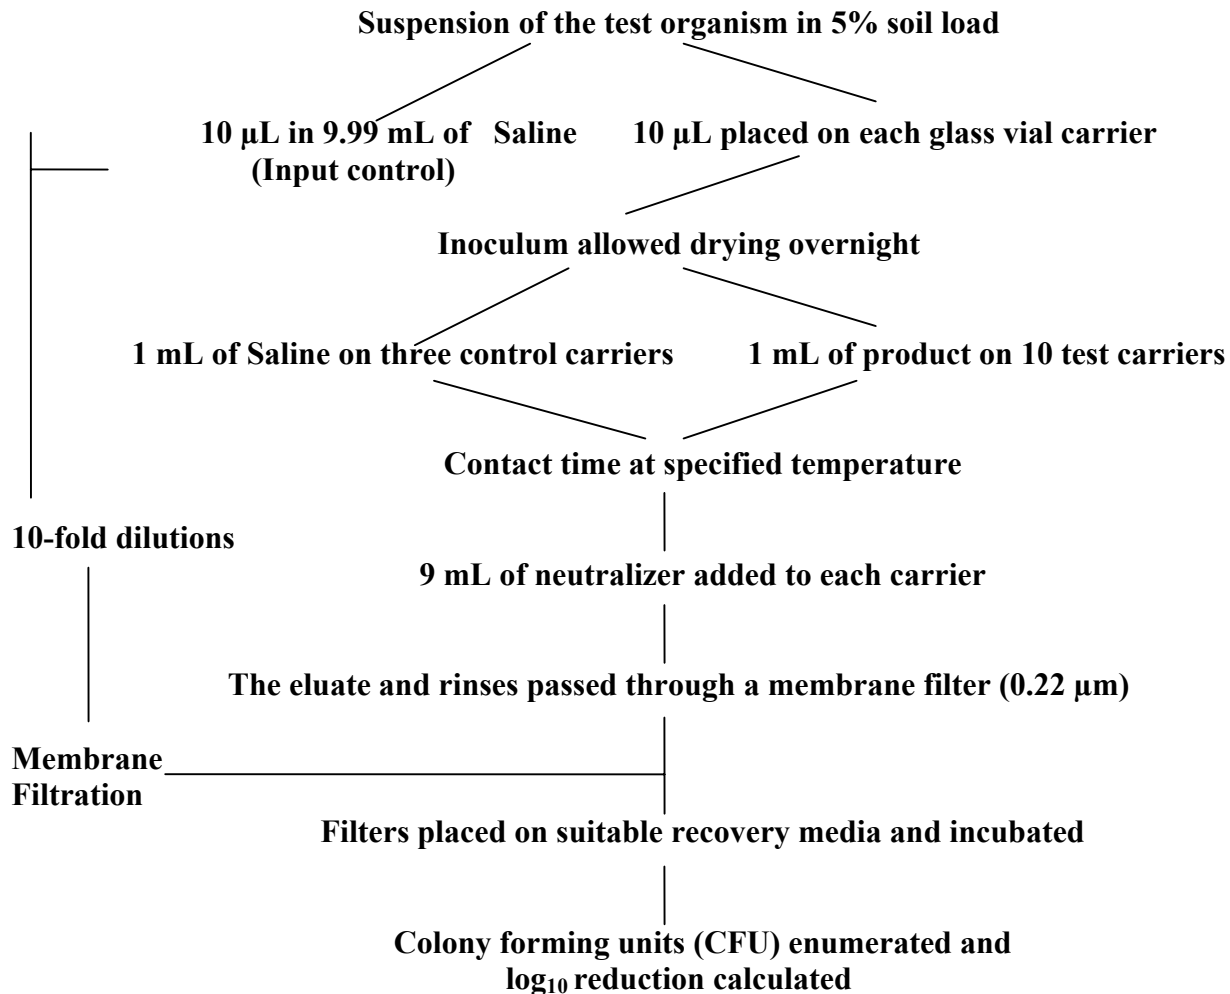 Suspension of the test organism in 5% soil load
10 µL in 9.99 mL of Saline
(Input control)
10 µL placed on each glass vial carrier
Inoculum allowed drying overnight
1 mL of Saline on three control carriers
1 mL of product on 10 test carriers
Contact time at specified temperature
10-fold dilutions
9 mL of neutralizer added to each carrier
The eluate and rinses passed through a membrane filter (0.22 µm)
Membrane
Filtration
Filters placed on suitable recovery media and incubated
Colony forming units (CFU) enumerated and
log₁₀ reduction calculated